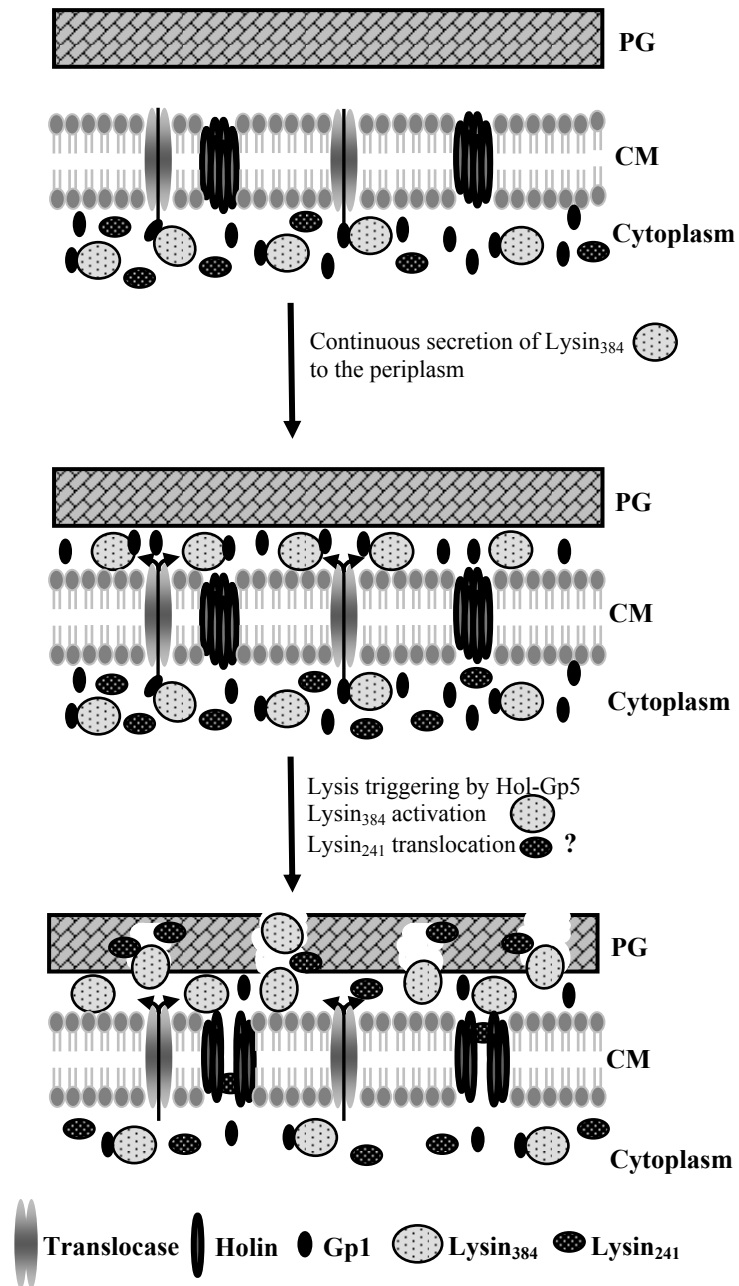 PG
CM
Cytoplasm
Continuous secretion of Lysin384
to the periplasm
PG
CM
Cytoplasm
Lysis triggering by Hol-Gp5
Lysin384 activation
Lysin241 translocation ?
PG
CM
Cytoplasm
Translocase Holin Gp1 Lysin384 Lysin241